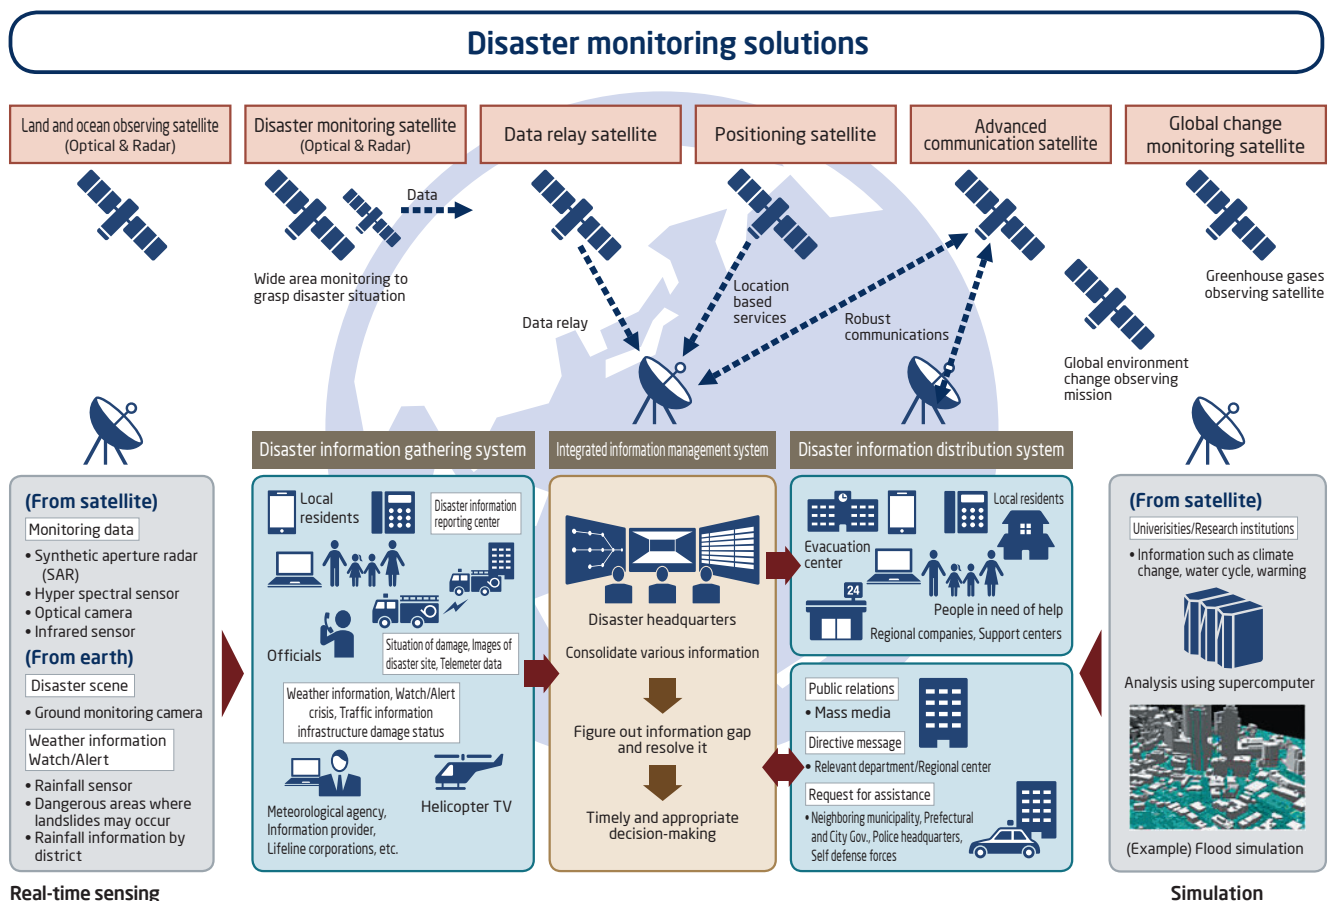 Disaster monitoring solutions
Land and ocean observing satellite
(Optical & Radar)
Disaster monitoring satellite
(Optical & Radar)
Data relay satellite
Positioning satellite
Advanced
communication satellite
Global change
monitoring satellite
Data
Wide area monitoring to
grasp disaster situation
Data relay
Location
based
services
Robust
communications
Global environment
change observing
mission
Greenhouse gases
observing satellite
(From satellite)
Monitoring data
• Synthetic aperture radar
(SAR)
• Hyper spectral sensor
• Optical camera
• Infrared sensor
(From earth)
Disaster scene
• Ground monitoring camera
Weather information
Watch/Alert
• Rainfall sensor
• Dangerous areas where
landslides may occur
• Rainfall information by
district
Real-time sensing
Disaster information gathering system
Local
residents
Disaster information
reporting center
Officials
Situation of damage, Images of
disaster site, Telemeter data
Weather information, Watch/Alert
crisis, Traffic information
infrastructure damage status
Meteorological agency,
Information provider,
Lifeline corporations, etc.
Helicopter TV
Integrated information management system
Disaster headquarters
Consolidate various information
Figure out information gap
and resolve it
Timely and appropriate
decision-making
Disaster information distribution system
Local residents
Evacuation
center
24
People in need of help
Regional companies, Support centers
Public relations
• Mass media
Directive message
• Relevant department/Regional center
Request for assistance
• Neighboring municipality, Prefectural
and City Gov., Police headquarters,
Self defense forces
(From satellite)
Univerisities/Research institutions
• Information such as climate
change, water cycle, warming
Analysis using supercomputer
(Example) Flood simulation
Simulation